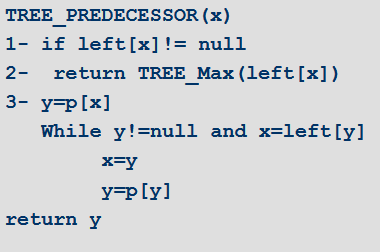 TREE_PREDECESSOR(x)
1- if left[x]!= null
2-  return TREE_Max(left[x])
3- y=p[x]
While y!=null and x=left[y]
x=y
y=p[y]
return y